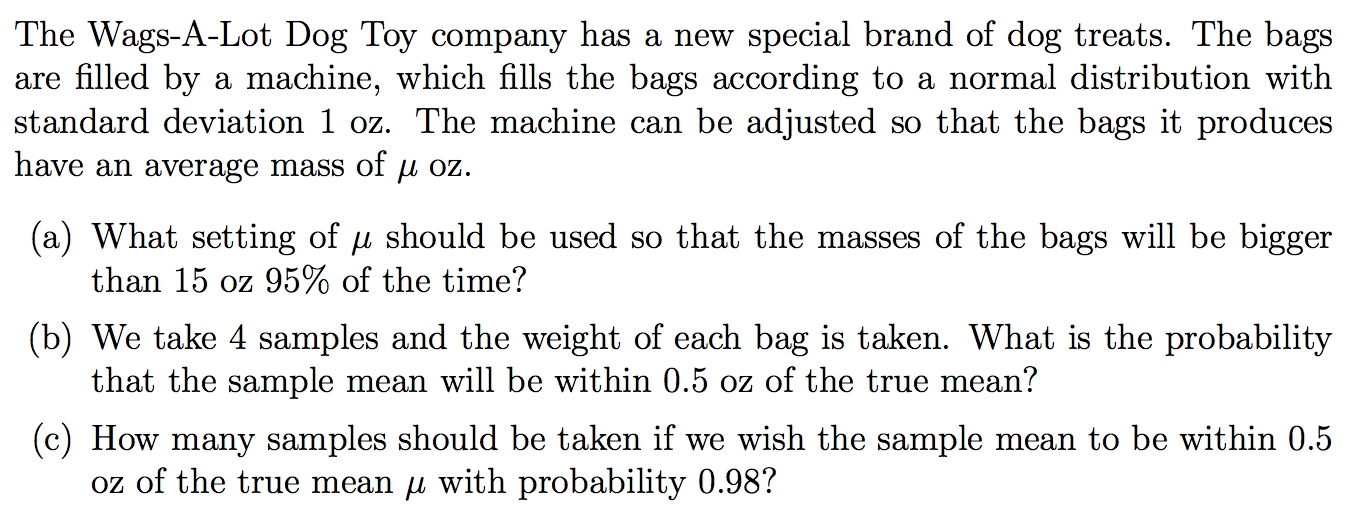 The Wags-A-Lot Dog Toy company has a new special brand of dog treats. The bags
are filled by a machine, which fills the bags according to a normal distribution with
standard deviation 1 oz. The machine can be adjusted so that the bags it produces
have an average mass of μ oz.
(a) What setting of μ should be used so that the masses of the bags will be bigger
than 15 oz 95% of the time?
(b) We take 4 samples and the weight of each bag is taken. What is the probability
that the sample mean will be within 0.5 oz of the true mean?
(c) How many samples should be taken if we wish the sample mean to be within 0.5
oz of the true mean μ with probability 0.98?